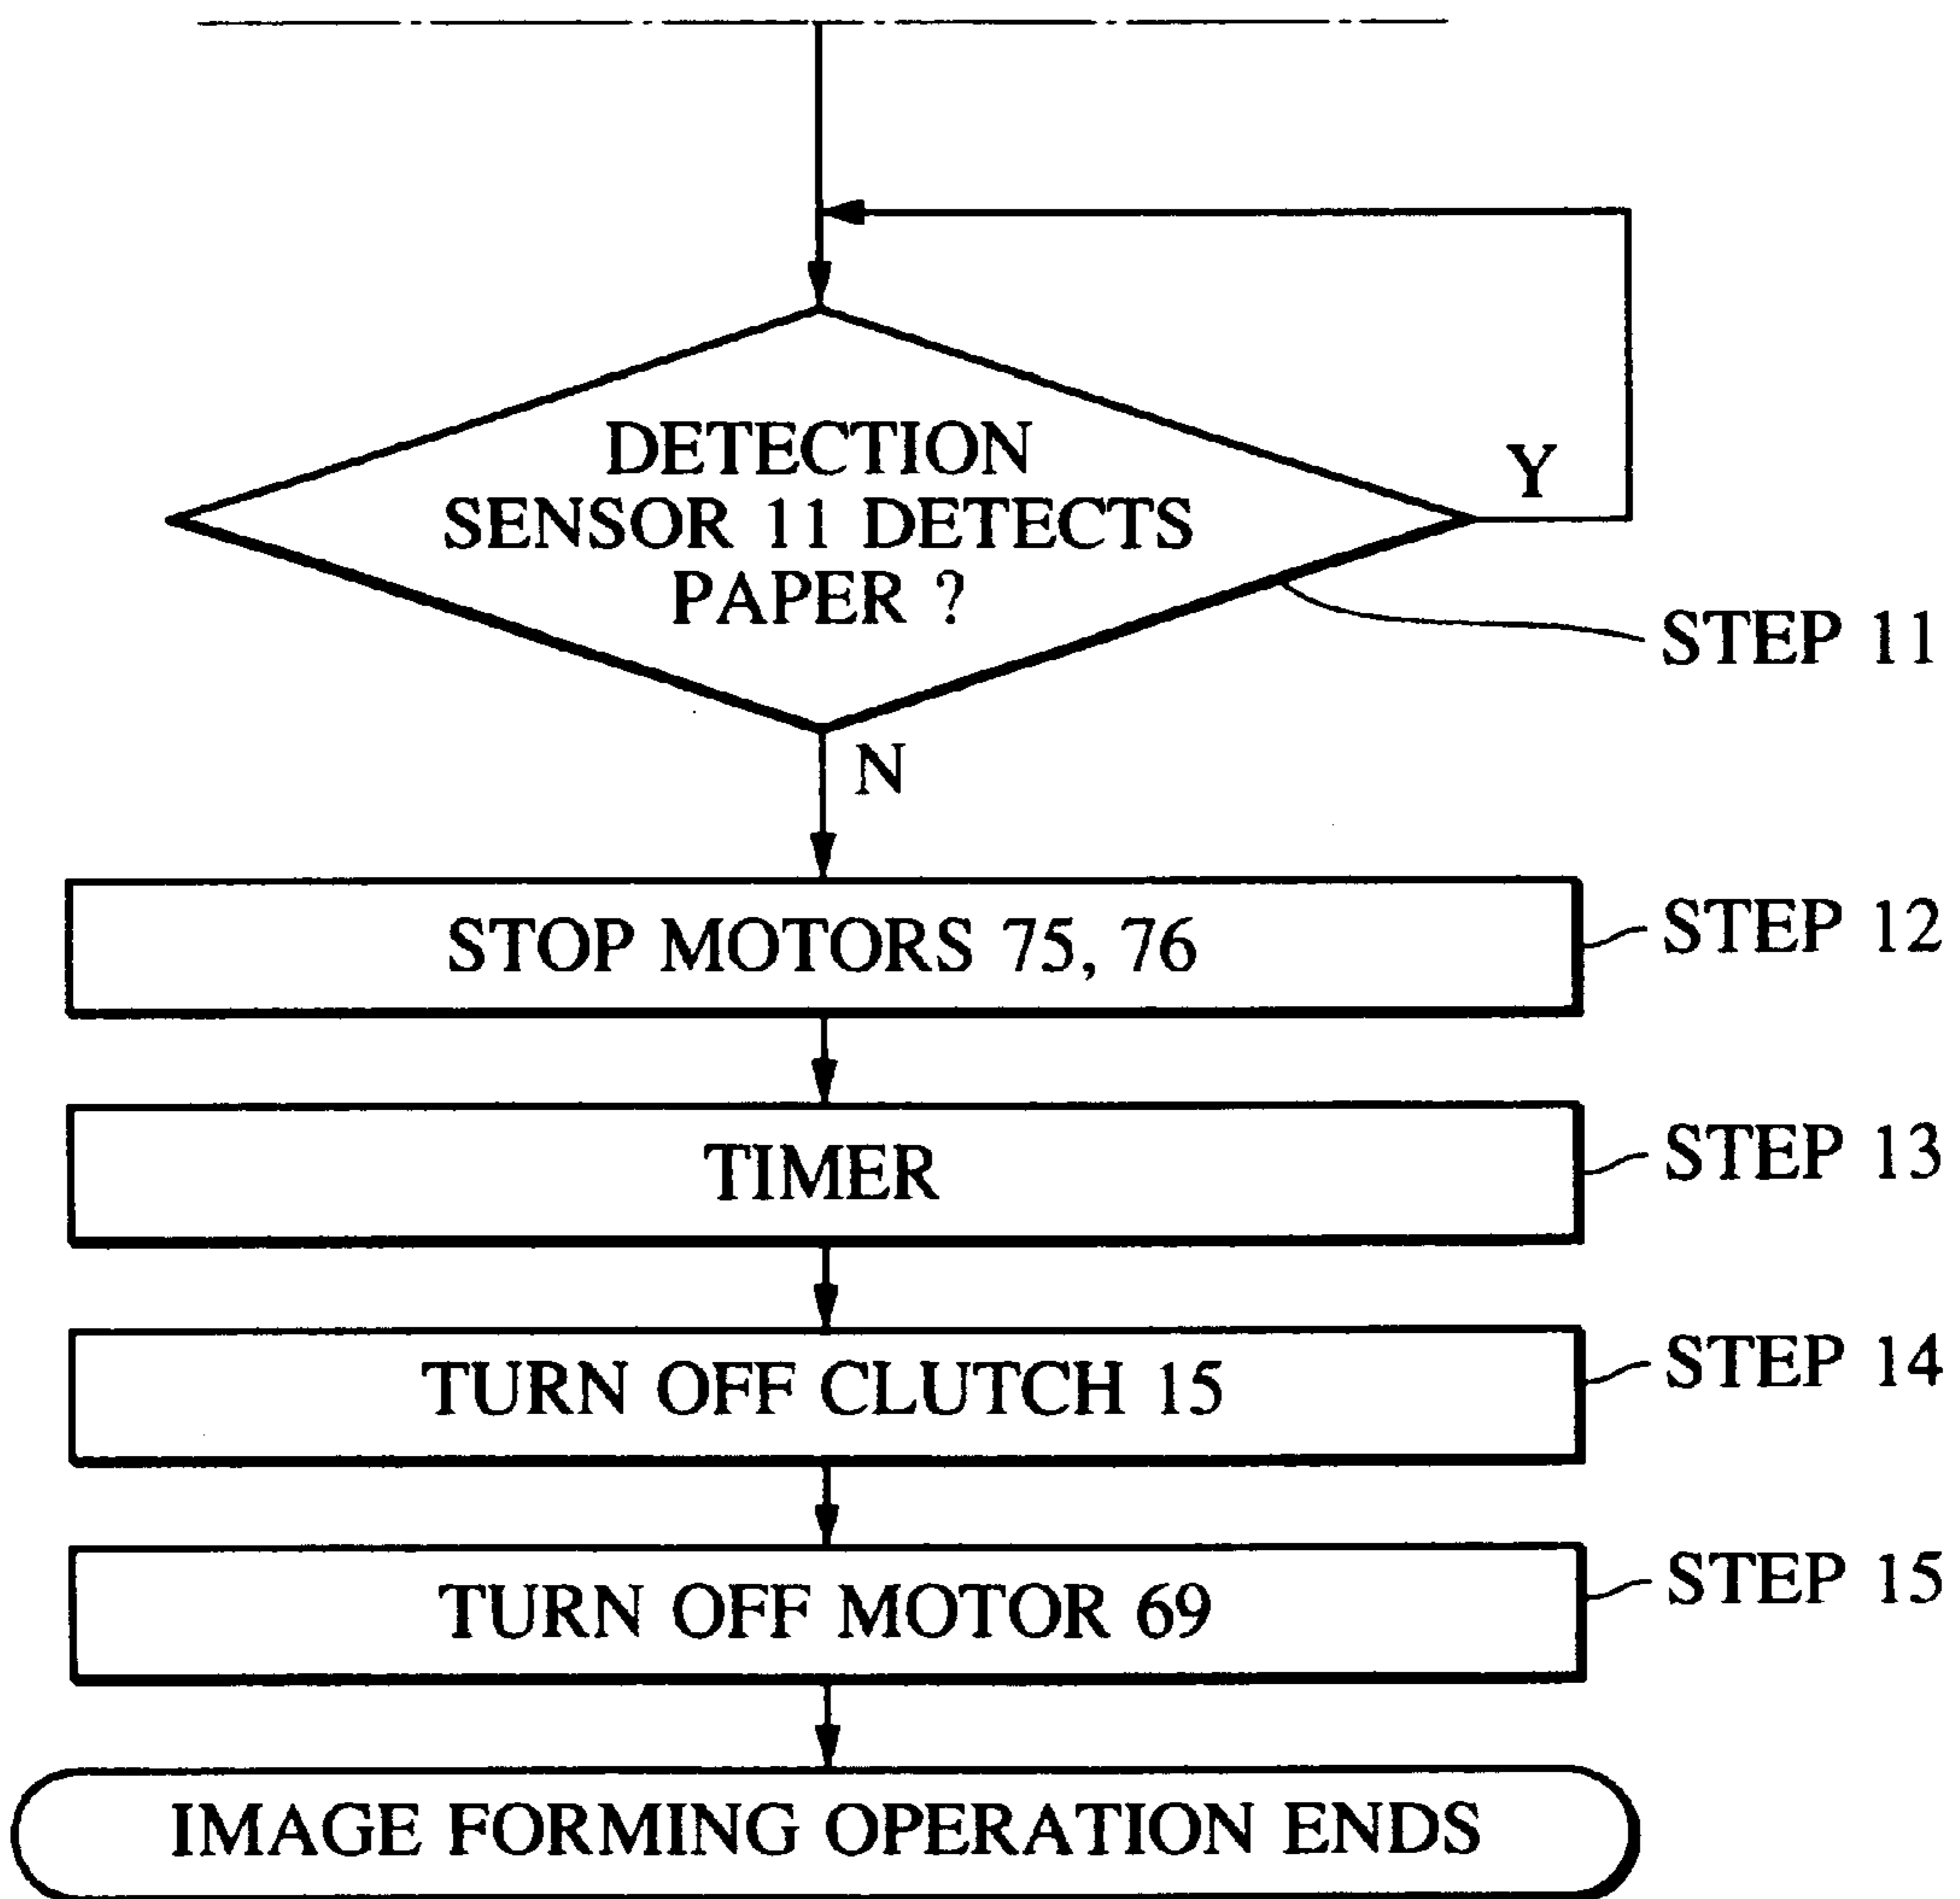 DETECTION
SENSOR 11 DETECTS
PAPER ?
Y
STEP 11
N
STOP MOTORS 75, 76
STEP 12
TIMER
STEP 13
TURN OFF CLUTCH 15
STEP 14
TURN OFF MOTOR 69
STEP 15
IMAGE FORMING OPERATION ENDS